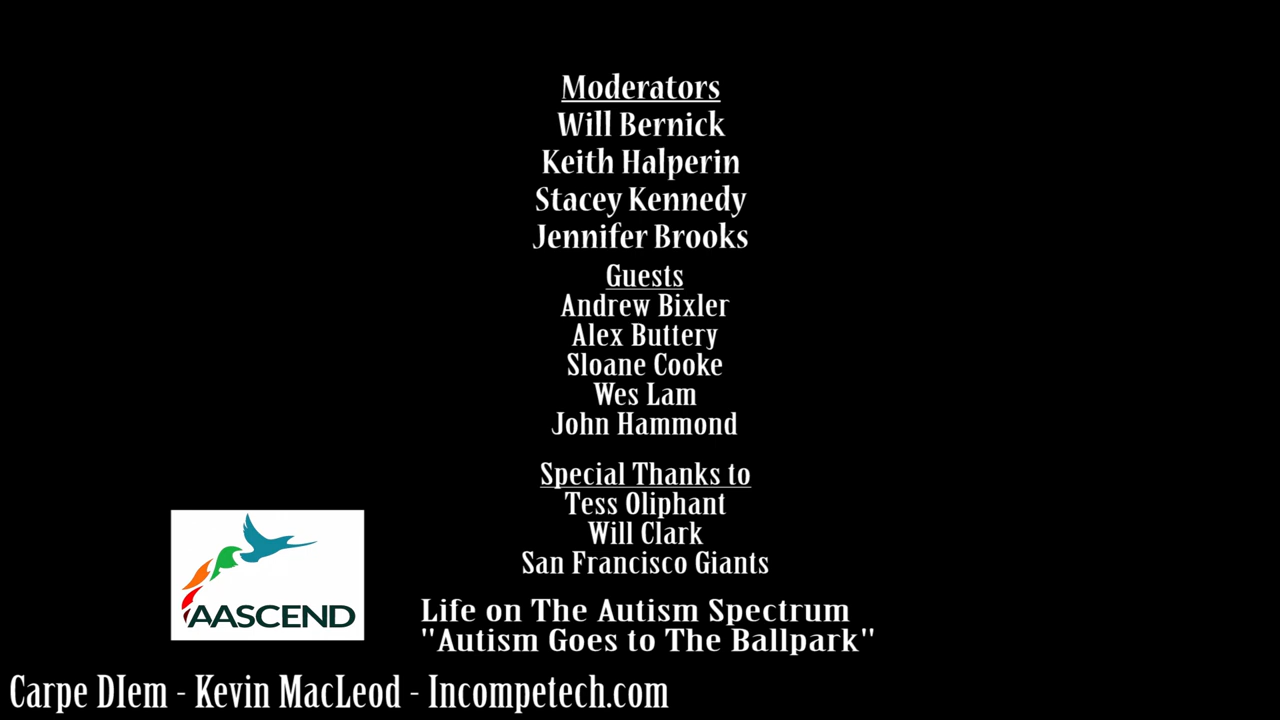 Moderators
Will Bernick
Keith Halperin
Stacey Kennedy
Jennifer Brooks
Guests
Andrew Bixler
Alex Buttery
Sloane Cooke
Wes Lam
John Hammond
Special Thanks to
Tess Oliphant
Will Clark
San Francisco Giants
AASCEND
Life on The Autism Spectrum
"Autism Goes to The Ballpark"
Carpe DIem - Kevin MacLeod - Incompetech.com